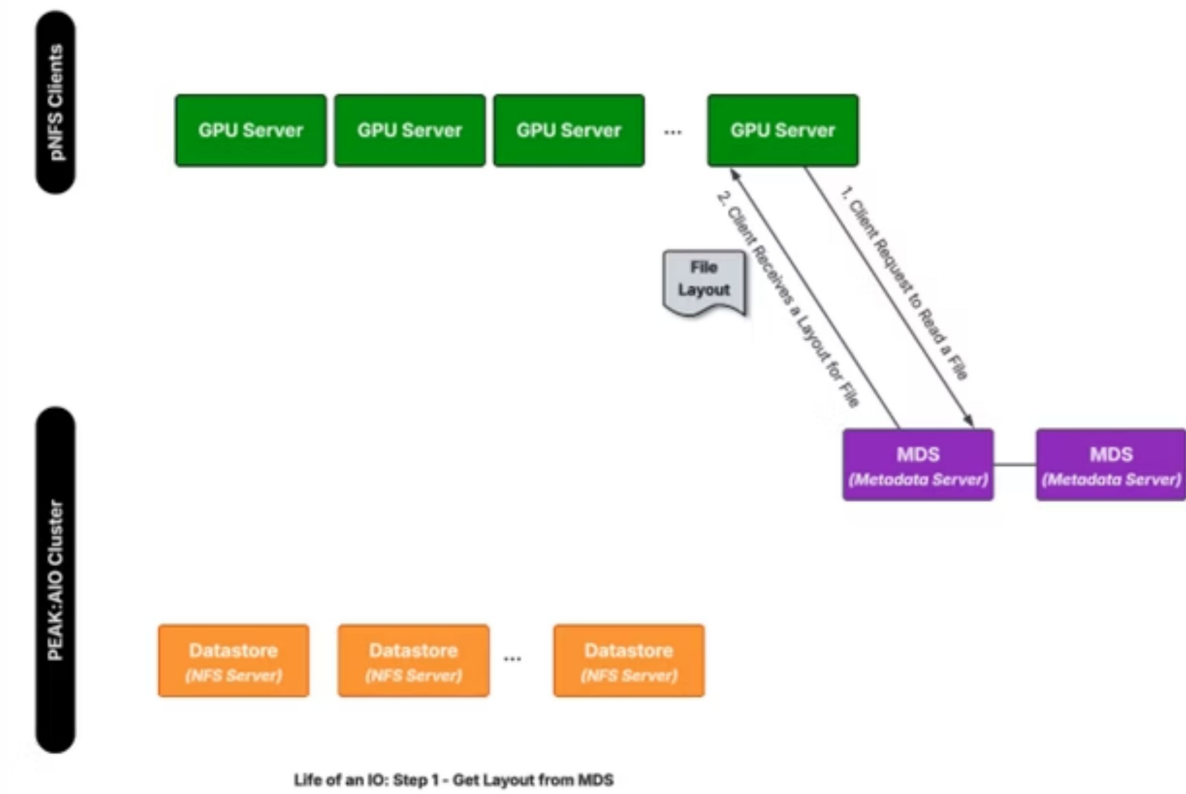 pNFS Clients
GPU Server
GPU Server
GPU Server
...
GPU Server
1. Client Request to Read a File
2. Client Receives a Layout for File
File
Layout
PEAK:AIO Cluster
MDS
(Metadata Server)
MDS
(Metadata Server)
Datastore
(NFS Server)
Datastore
(NFS Server)
...
Datastore
(NFS Server)
Life of an IO: Step 1 - Get Layout from MDS